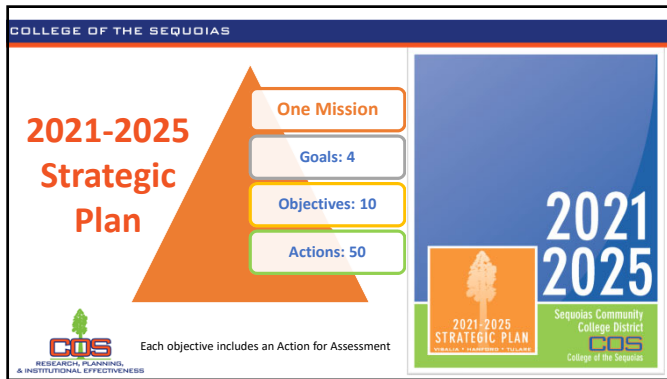 COLLEGE OF THE SEQUOIAS
2021-2025
Strategic
Plan
One Mission
Goals: 4
Objectives: 10
Actions: 50
COS
RESEARCH, PLANNING,
& INSTITUTIONAL EFFECTIVENESS
Each objective includes an Action for Assessment
2021
2025
2021-2025
STRATEGIC PLAN
VISALIA • HANFORD • TULARE
Sequoias Community
College District
COS
College of the Sequoias